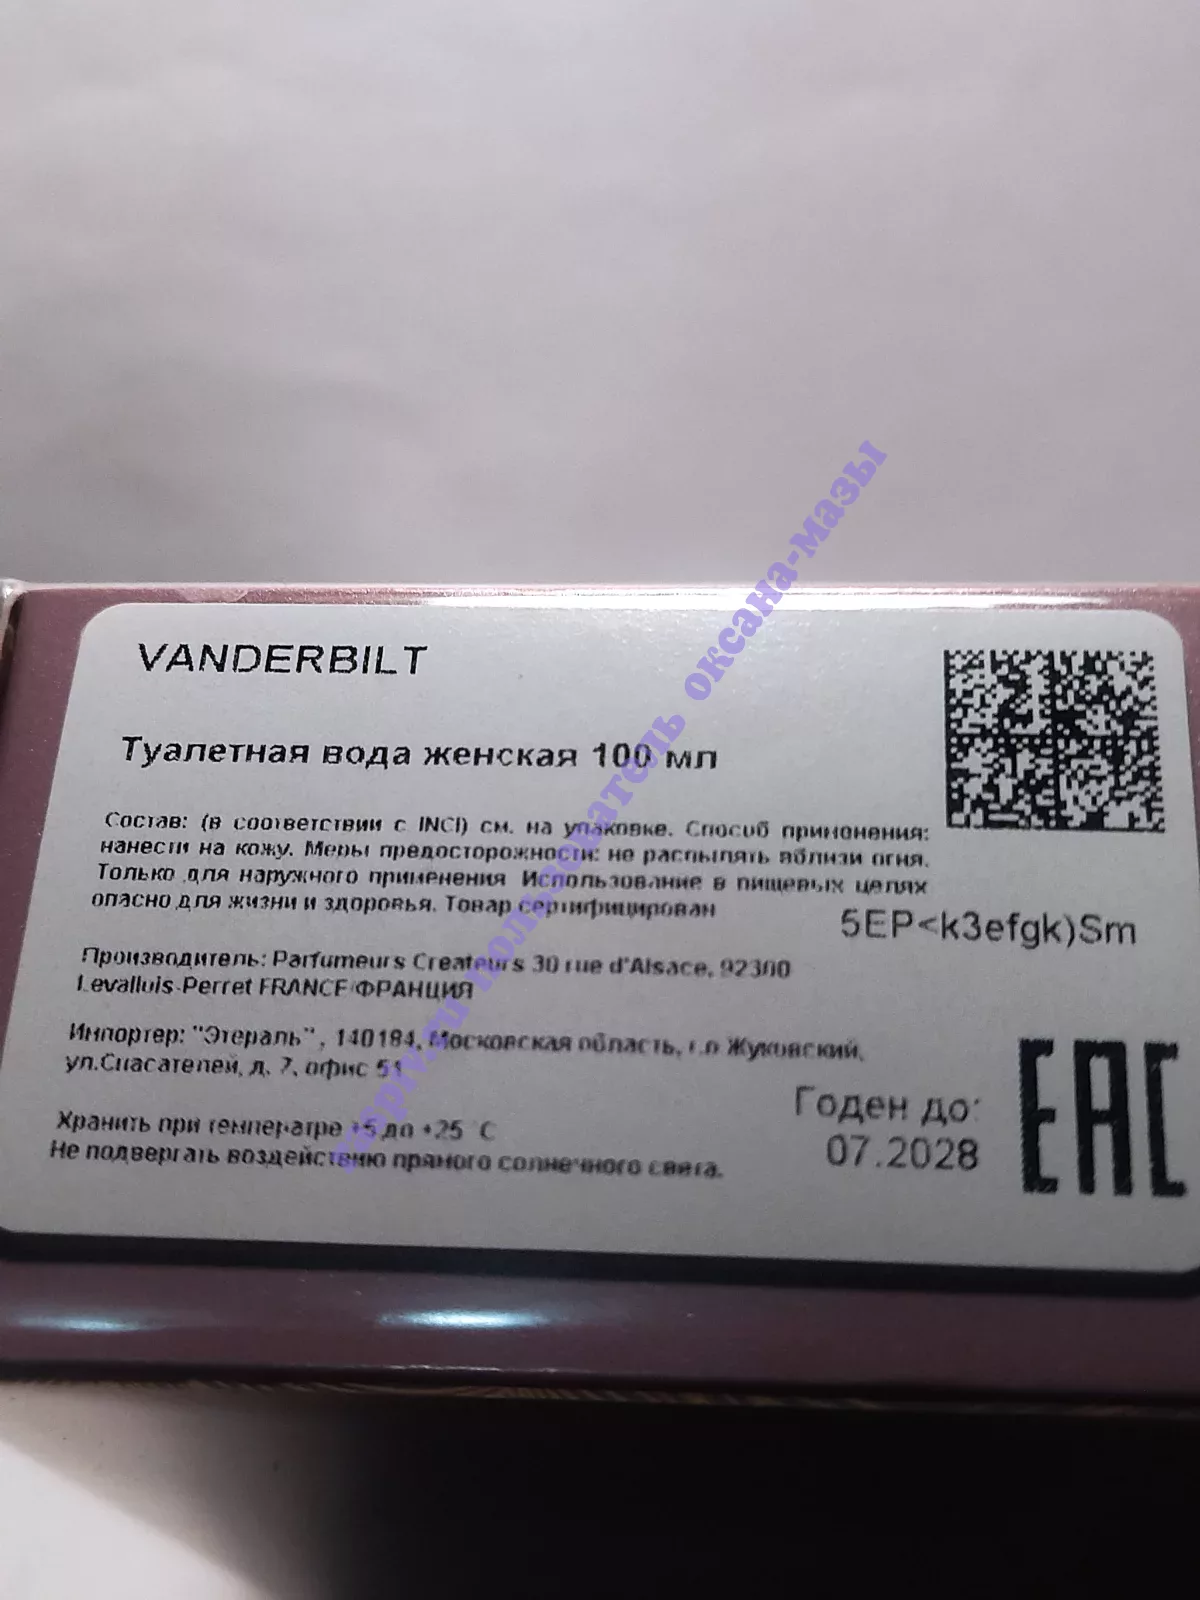 VANDERBILT
Туалетная вода женская 100 мл
Состав: (в соответствии с INCI) см. на упаковке. Способ применения:
нанести на кожу. Меры предосторожности: не распылять вблизи огня.
Только для наружного применения Использование в пищевых целях
опасно для жизни и здоровья. Товар сертифицирован
5EP<k3efgk)Sm
Производитель: Parfumeurs Createurs 30 rue d'Alsace, 92300
Levalluis-Perret FRANCE/ФРАНЦИЯ
Импортер: "Этераль", 140184, Московская область, г.о Жуковский,
ул.Спасателей, д. 7, офис 51
Хранить при температре +5 до +25 °C
Не подвергать воздействию прямого солнечного света.
Годен до:
07.2028
EAC
пользователь оксана-мазы